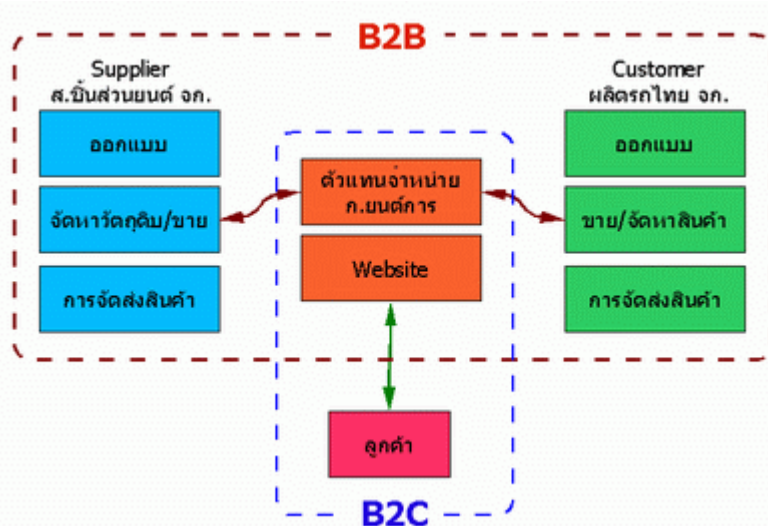 B2B
Supplier
ส.ชิ้นส่วนยนต์ จก.
ออกแบบ
จัดหาวัตถุดิบ/ขาย
การจัดส่งสินค้า
ตัวแทนจำหน่าย
ก.ยนต์การ
Website
Customer
ผลิตรถไทย จก.
ออกแบบ
ขาย/จัดหาสินค้า
การจัดส่งสินค้า
ลูกค้า
B2C